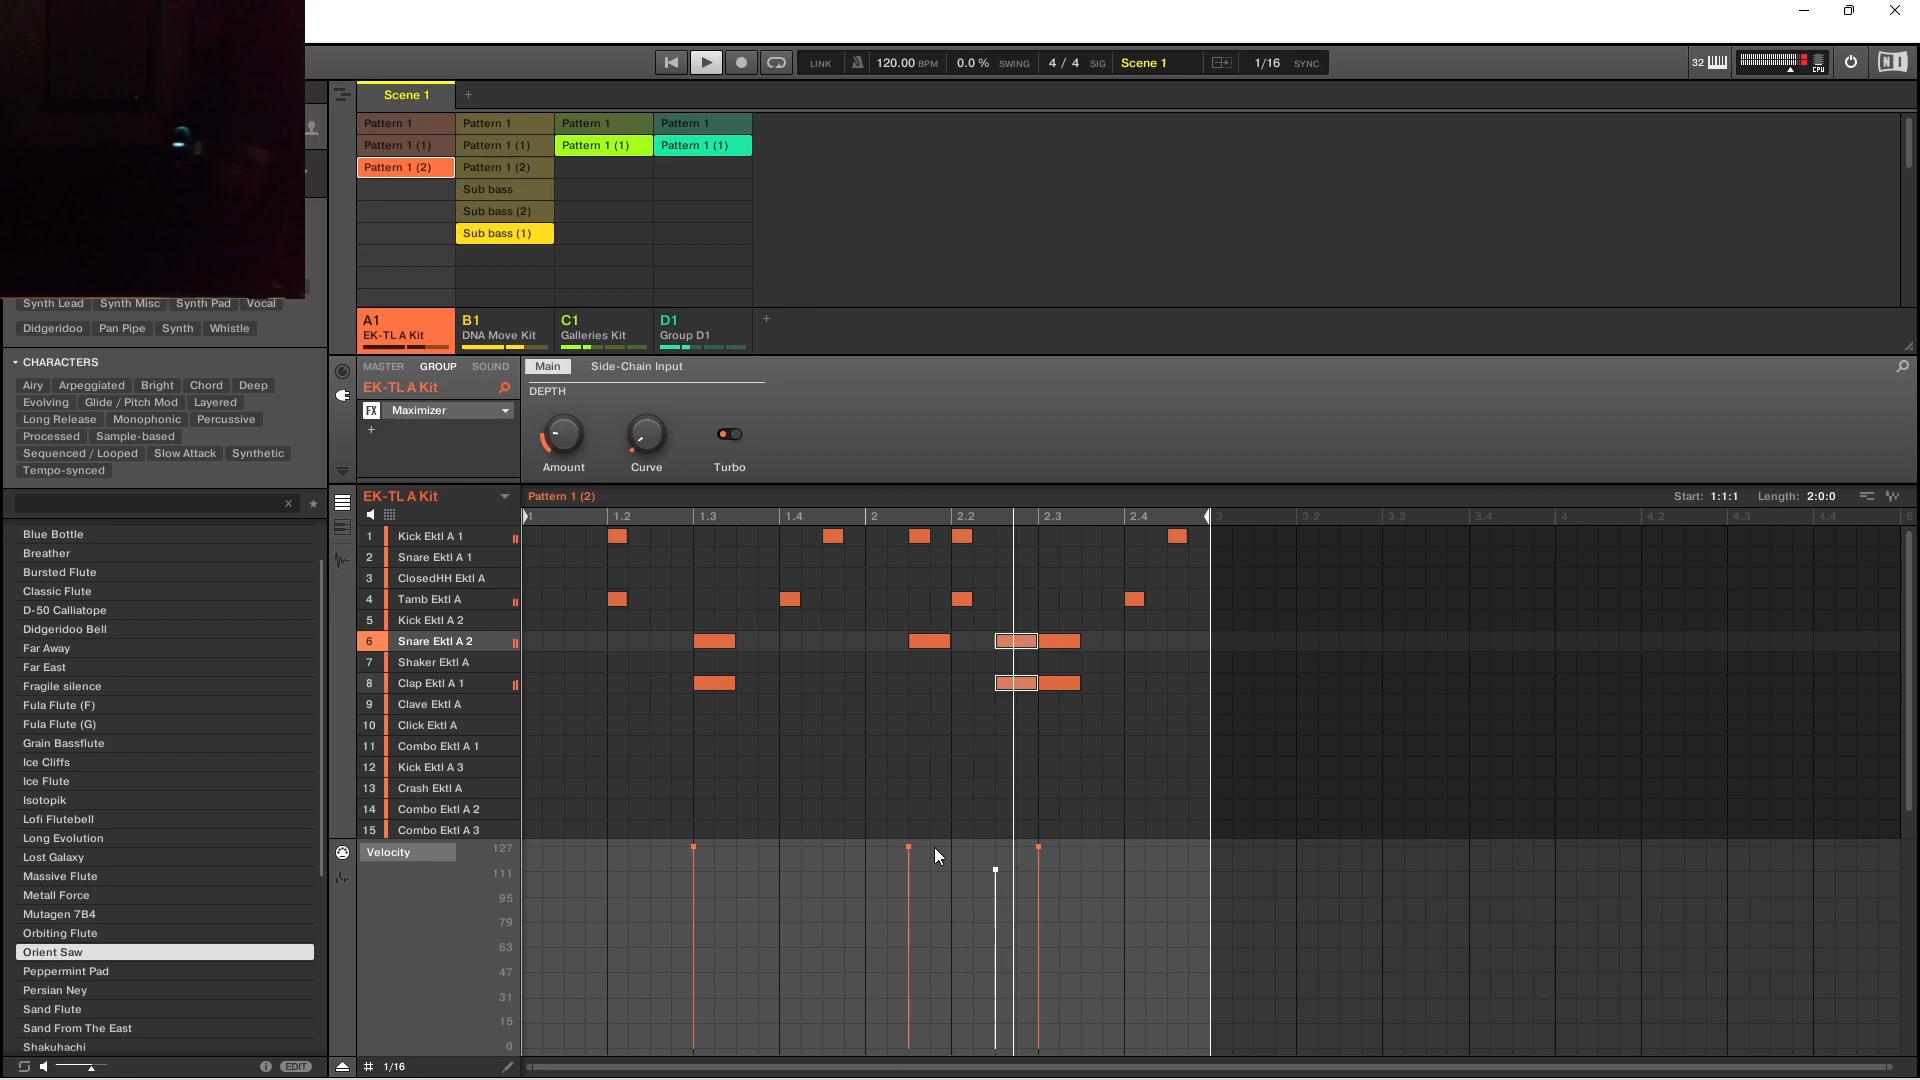 LINK 120.00 BPM 0.0 % SWING 4 / 4 SIG Scene 1 1/16 SYNC 32 CPU NI
Scene 1 +
Pattern 1 Pattern 1 Pattern 1 Pattern 1
Pattern 1 (1) Pattern 1 (1) Pattern 1 (1) Pattern 1 (1)
Pattern 1 (2) Pattern 1 (2)
Sub bass
Sub bass (2)
Sub bass (1)
Synth Lead Synth Misc Synth Pad Vocal
Didgeridoo Pan Pipe Synth Whistle
A1 B1 C1 D1 +
EK-TL A Kit DNA Move Kit Galleries Kit Group D1
CHARACTERS
Airy Arpeggiated Bright Chord Deep
Evolving Glide / Pitch Mod Layered
Long Release Monophonic Percussive
Processed Sample-based
Sequenced / Looped Slow Attack Synthetic
Tempo-synced
MASTER GROUP SOUND Main Side-Chain Input
EK-TL A Kit DEPTH
FX Maximizer
+
Amount Curve Turbo
EK-TL A Kit Pattern 1 (2) Start: 1:1:1 Length: 2:0:0
1 1.2 1.3 1.4 2 2.2 2.3 2.4 3 3.2 3.3 3.4 4 4.2 4.3 4.4 5
1 Kick Ektl A 1
2 Snare Ektl A 1
3 ClosedHH Ektl A
4 Tamb Ektl A
5 Kick Ektl A 2
6 Snare Ektl A 2
7 Shaker Ektl A
8 Clap Ektl A 1
9 Clave Ektl A
10 Click Ektl A
11 Combo Ektl A 1
12 Kick Ektl A 3
13 Crash Ektl A
14 Combo Ektl A 2
15 Combo Ektl A 3
Velocity 127
111
95
79
63
47
31
15
0
1/16
Blue Bottle
Breather
Bursted Flute
Classic Flute
D-50 Calliatope
Didgeridoo Bell
Far Away
Far East
Fragile silence
Fula Flute (F)
Fula Flute (G)
Grain Bassflute
Ice Cliffs
Ice Flute
Isotopik
Lofi Flutebell
Long Evolution
Lost Galaxy
Massive Flute
Metall Force
Mutagen 7B4
Orbiting Flute
Orient Saw
Peppermint Pad
Persian Ney
Sand Flute
Sand From The East
Shakuhachi
EDIT